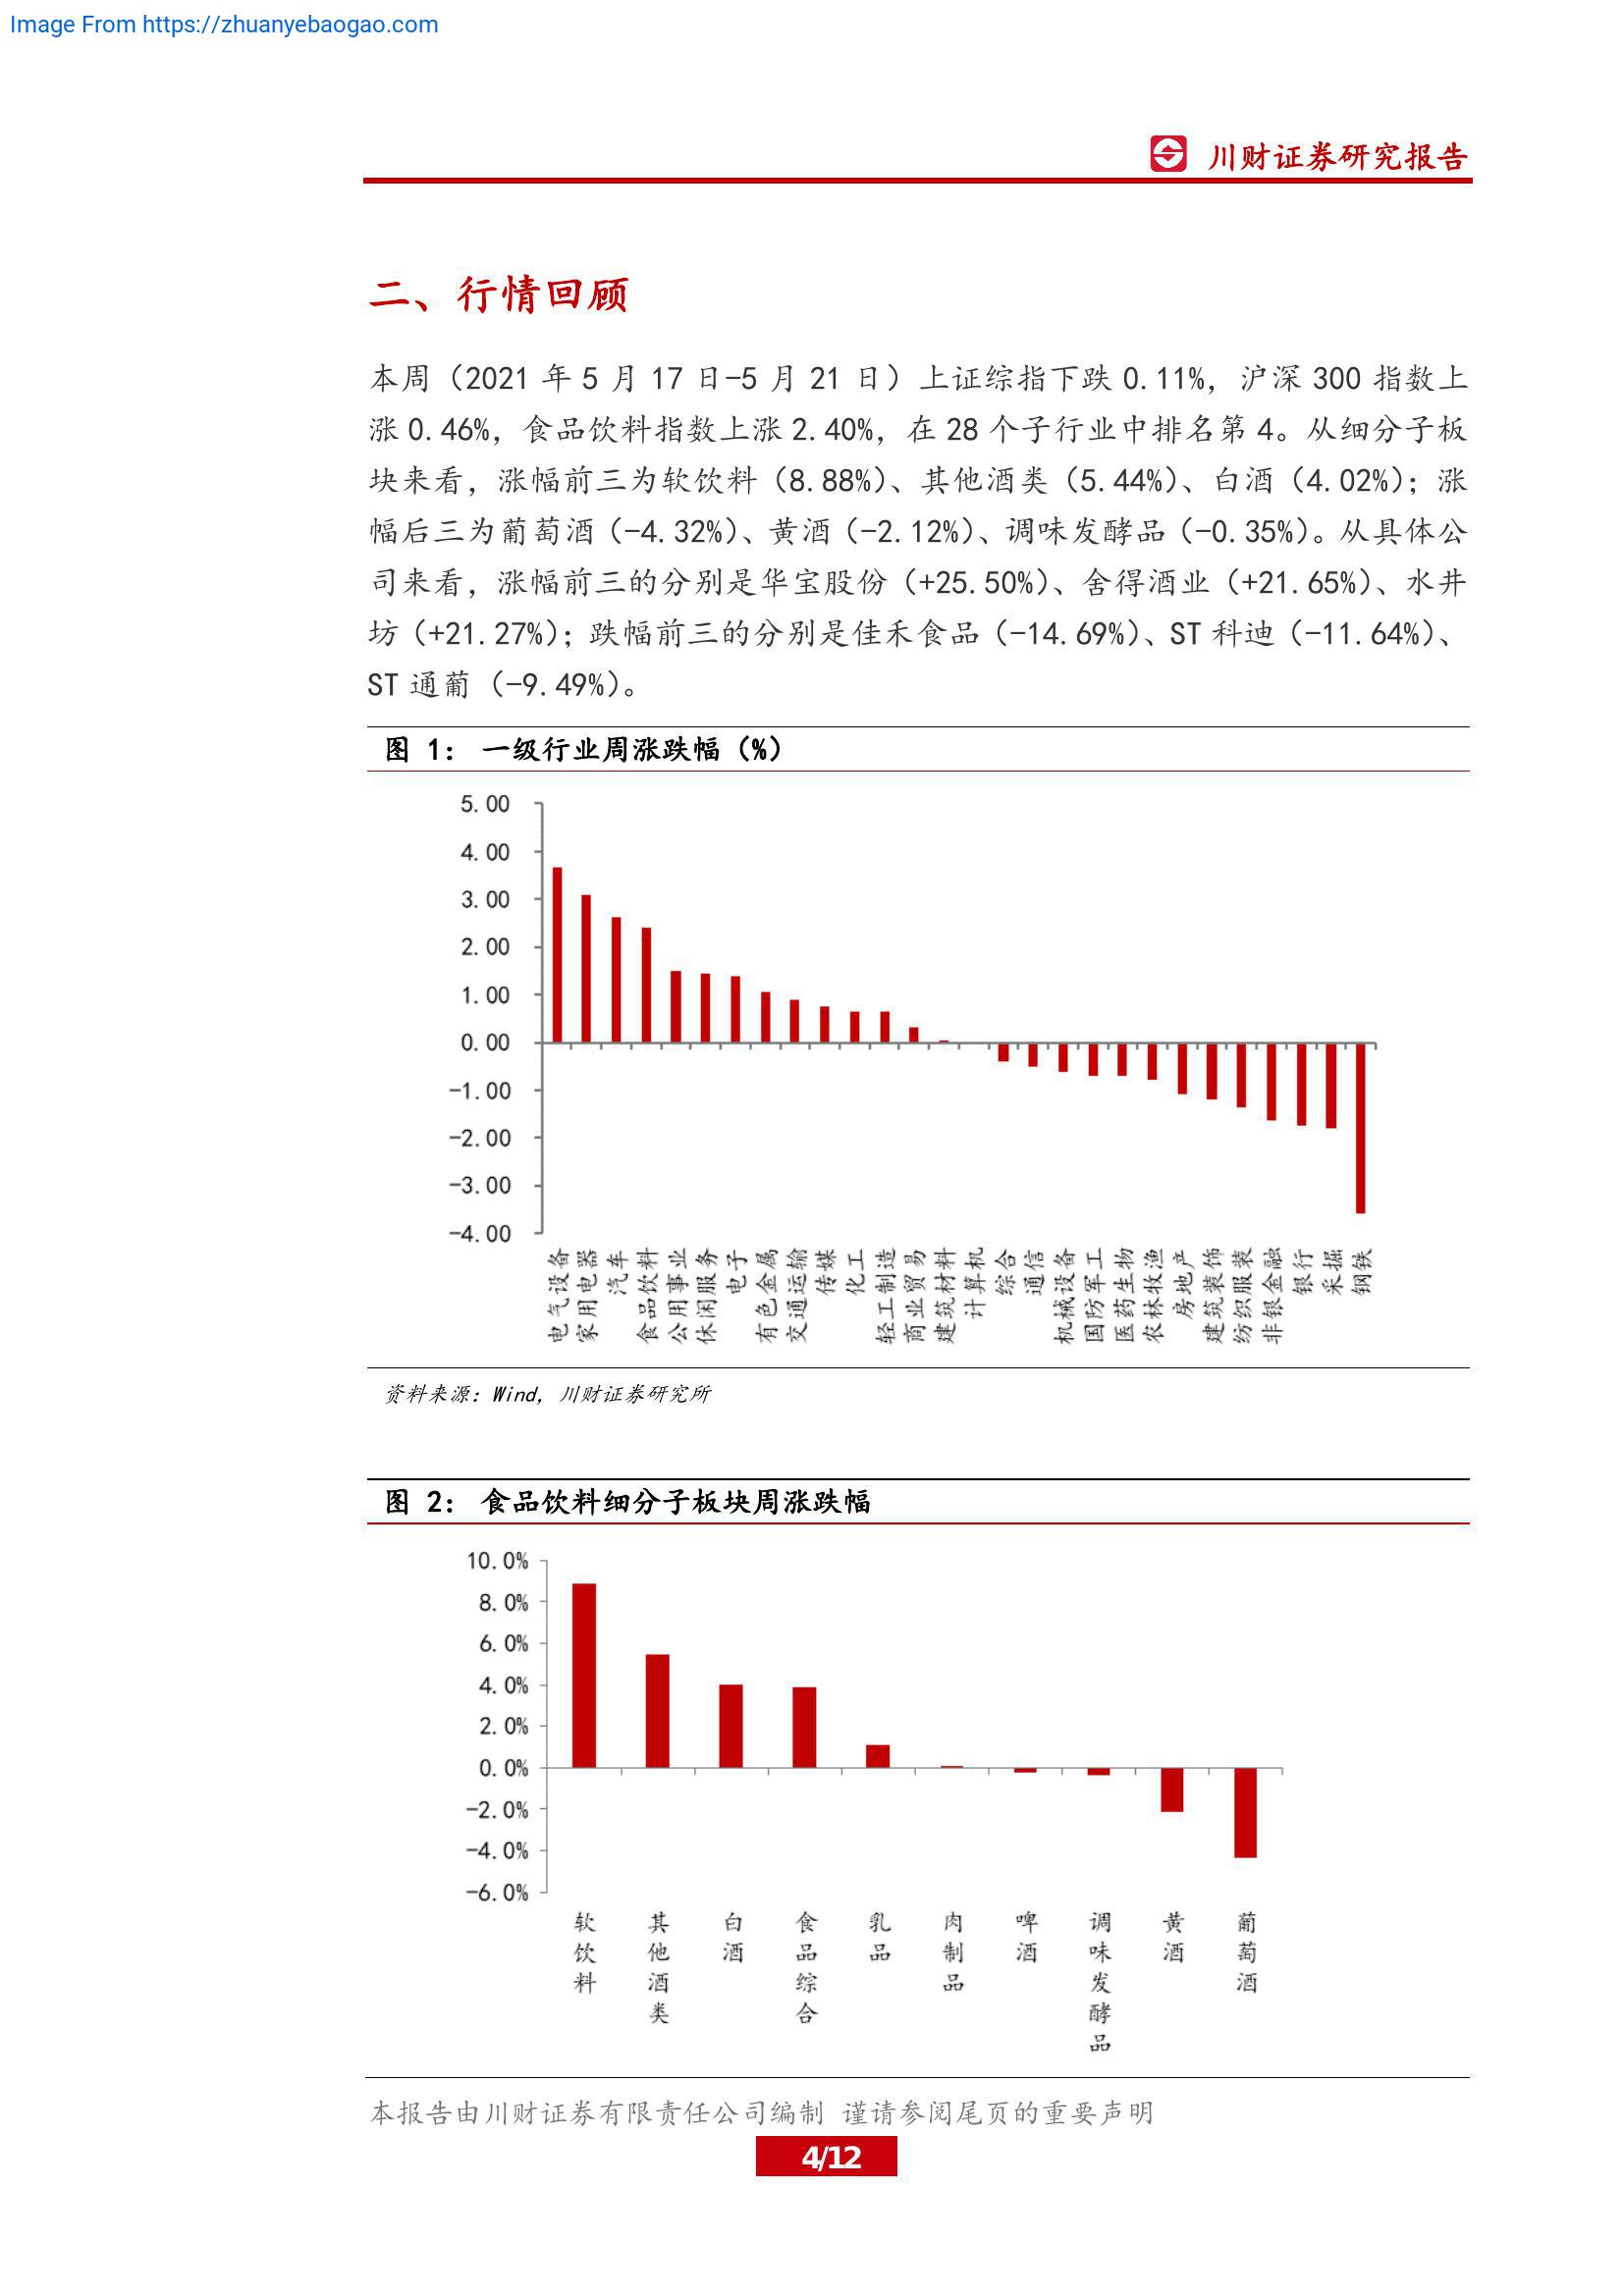 Image From https://zhuanyebaogao.com
川财证券研究报告
二、行情回顾
本周（2021 年 5 月 17 日-5 月 21 日）上证综指下跌 0.11%，沪深 300 指数上
涨 0.46%，食品饮料指数上涨 2.40%，在 28 个子行业中排名第 4。从细分子板
块来看，涨幅前三为软饮料（8.88%）、其他酒类（5.44%）、白酒（4.02%）；涨
幅后三为葡萄酒（-4.32%）、黄酒（-2.12%）、调味发酵品（-0.35%）。从具体公
司来看，涨幅前三的分别是华宝股份（+25.50%）、舍得酒业（+21.65%）、水井
坊（+21.27%）；跌幅前三的分别是佳禾食品（-14.69%）、ST 科迪（-11.64%）、
ST 通葡（-9.49%）。
图 1： 一级行业周涨跌幅（%）
5.00
4.00
3.00
2.00
1.00
0.00
-1.00
-2.00
-3.00
-4.00
电气设备
家用电器
汽车
食品饮料
公用事业
休闲服务
电子
有色金属
交通运输
传媒
化工
轻工制造
商业贸易
建筑材料
计算机
综合
通信
机械设备
国防军工
医药生物
农林牧渔
房地产
建筑装饰
纺织服装
非银金融
银行
采掘
钢铁
资料来源：Wind，川财证券研究所
图 2： 食品饮料细分子板块周涨跌幅
10.0%
8.0%
6.0%
4.0%
2.0%
0.0%
-2.0%
-4.0%
-6.0%
软饮料
其他酒类
白酒
食品综合
乳品
肉制品
啤酒
调味发酵品
黄酒
葡萄酒
本报告由川财证券有限责任公司编制 谨请参阅尾页的重要声明
4/12